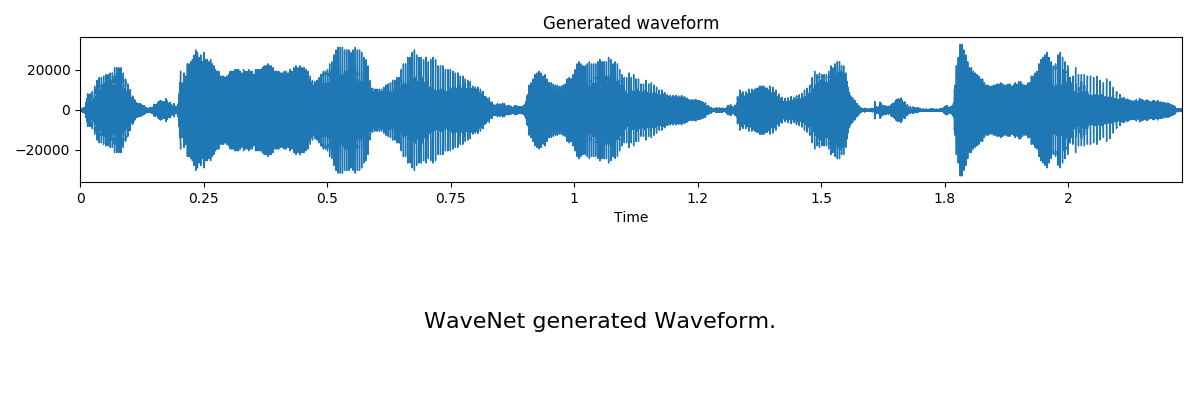 Generated waveform
20000
0
−20000
0 0.25 0.5 0.75 1 1.2 1.5 1.8 2
Time
WaveNet generated Waveform.